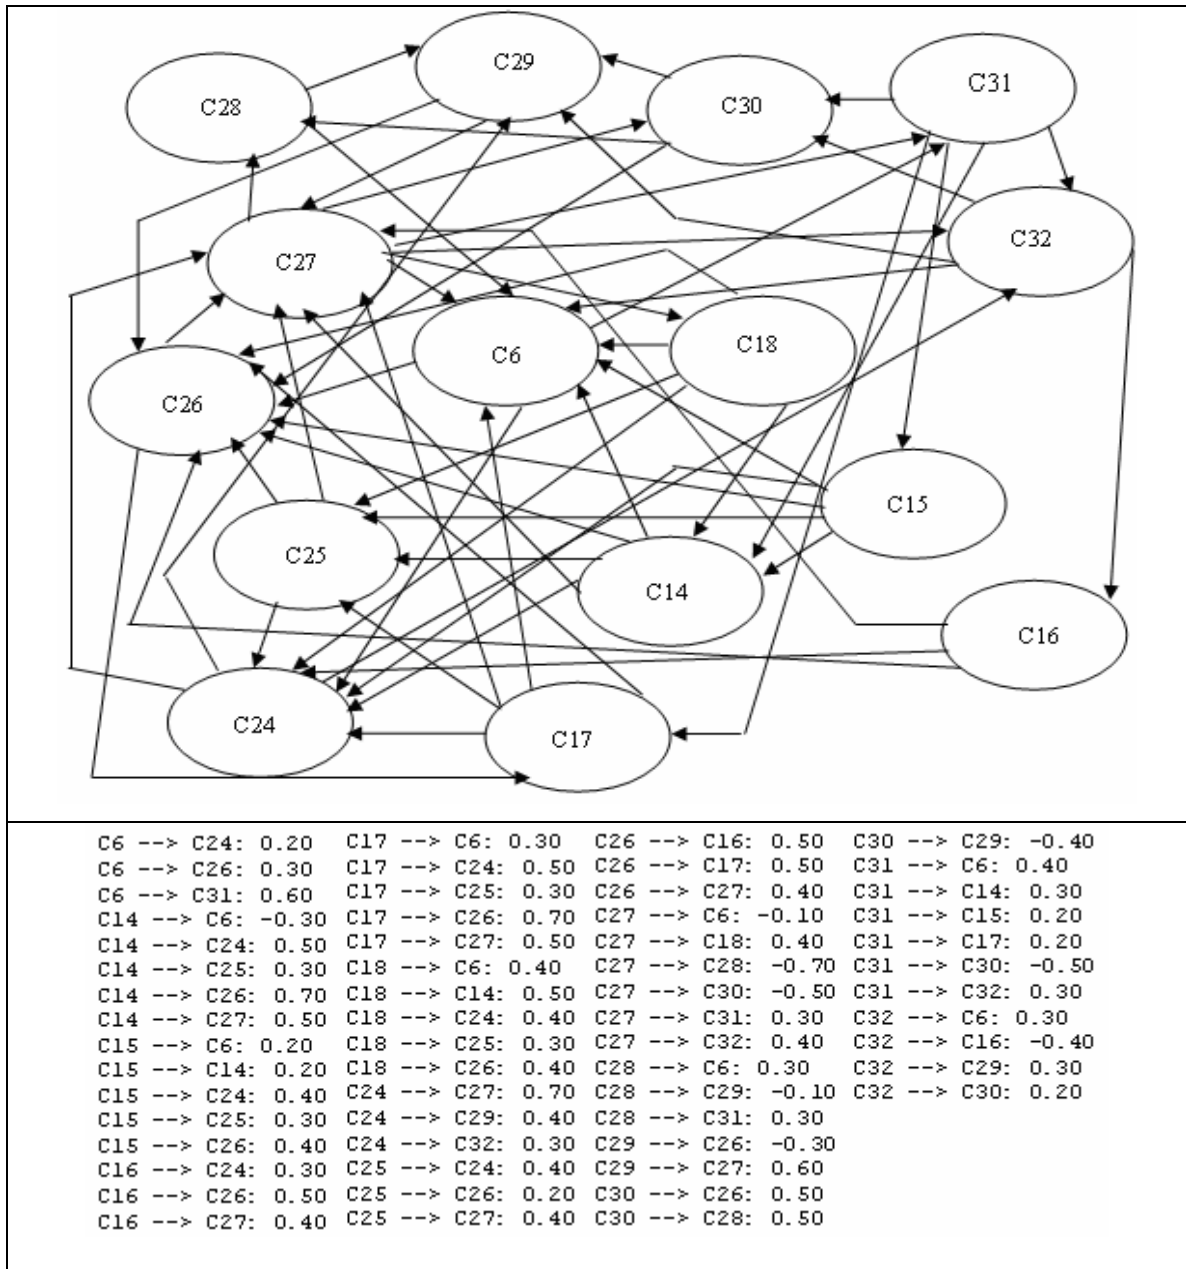 C29
C31
C28
C30
C32
C27
C6
C18
C26
C15
C25
C14
C16
C24
C17
C6 --> C24: 0.20 C17 --> C6: 0.30 C26 --> C16: 0.50 C30 --> C29: -0.40
C6 --> C26: 0.30 C17 --> C24: 0.50 C26 --> C17: 0.50 C31 --> C6: 0.40
C6 --> C31: 0.60 C17 --> C25: 0.30 C26 --> C27: 0.40 C31 --> C14: 0.30
C14 --> C6: -0.30 C17 --> C26: 0.70 C27 --> C6: -0.10 C31 --> C15: 0.20
C14 --> C24: 0.50 C17 --> C27: 0.50 C27 --> C18: 0.40 C31 --> C17: 0.20
C14 --> C25: 0.30 C18 --> C6: 0.40 C27 --> C28: -0.70 C31 --> C30: -0.50
C14 --> C26: 0.70 C18 --> C14: 0.50 C27 --> C30: -0.50 C31 --> C32: 0.30
C14 --> C27: 0.50 C18 --> C24: 0.40 C27 --> C31: 0.30 C32 --> C6: 0.30
C15 --> C6: 0.20 C18 --> C25: 0.30 C27 --> C32: 0.40 C32 --> C16: -0.40
C15 --> C14: 0.20 C18 --> C26: 0.40 C28 --> C6: 0.30 C32 --> C29: 0.30
C15 --> C24: 0.40 C24 --> C27: 0.70 C28 --> C29: -0.10 C32 --> C30: 0.20
C15 --> C25: 0.30 C24 --> C29: 0.40 C28 --> C31: 0.30
C15 --> C26: 0.40 C24 --> C32: 0.30 C29 --> C26: -0.30
C16 --> C24: 0.30 C25 --> C24: 0.40 C29 --> C27: 0.60
C16 --> C26: 0.50 C25 --> C26: 0.20 C30 --> C26: 0.50
C16 --> C27: 0.40 C25 --> C27: 0.40 C30 --> C28: 0.50